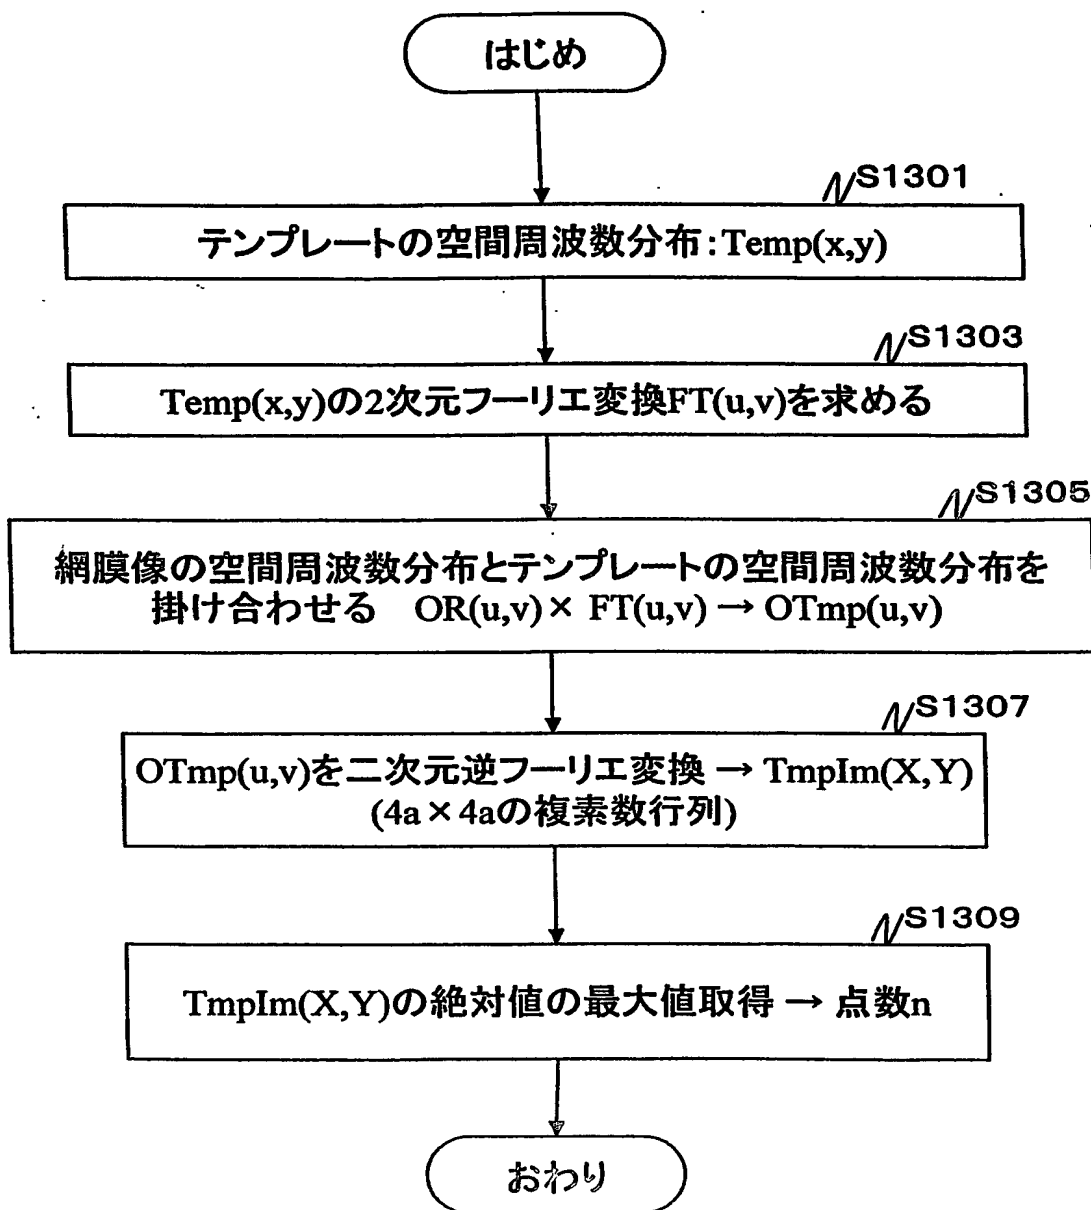 はじめ
S1301
テンプレートの空間周波数分布:Temp(x,y)
S1303
Temp(x,y)の2次元フーリエ変換FT(u,v)を求める
S1305
網膜像の空間周波数分布とテンプレートの空間周波数分布を
掛け合わせる OR(u,v)× FT(u,v) → OTmp(u,v)
S1307
OTmp(u,v)を二次元逆フーリエ変換 → TmpIm(X,Y)
(4a×4aの複素数行列)
S1309
TmpIm(X,Y)の絶対値の最大値取得 → 点数n
おわり